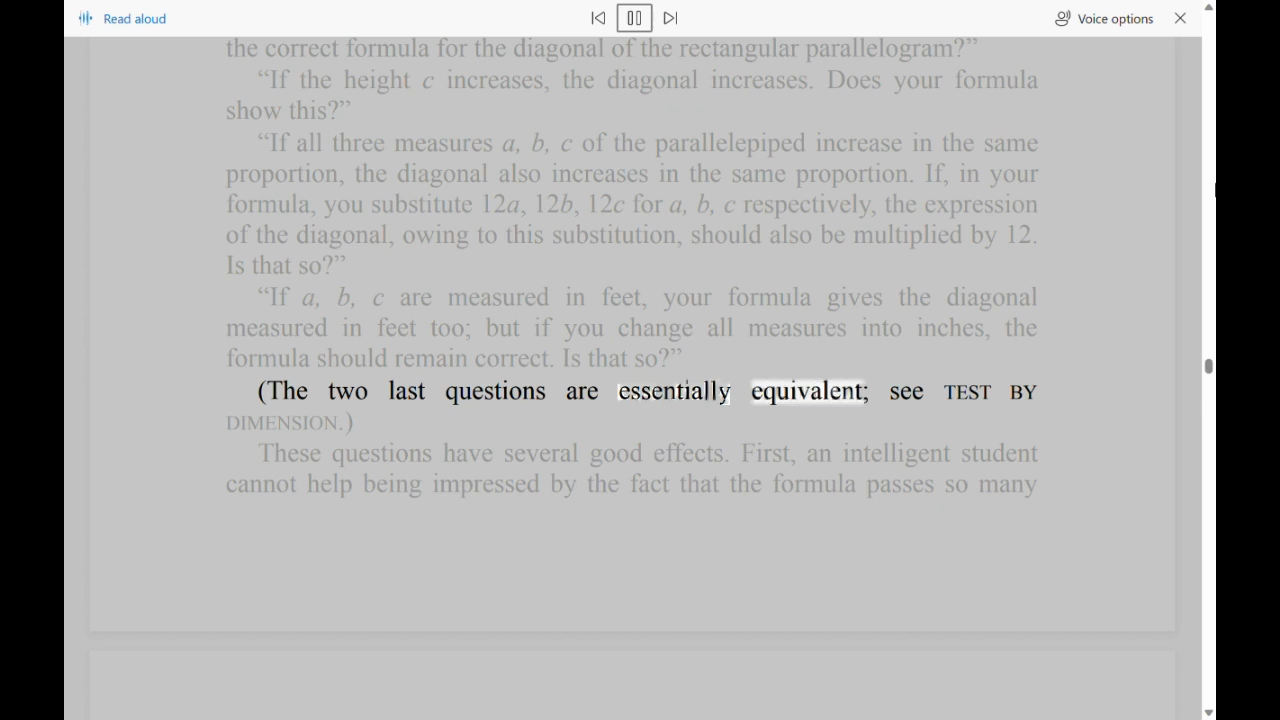 Read aloud
Voice options
the correct formula for the diagonal of the rectangular parallelogram?”
“If the height c increases, the diagonal increases. Does your formula
show this?”
“If all three measures a, b, c of the parallelepiped increase in the same
proportion, the diagonal also increases in the same proportion. If, in your
formula, you substitute 12a, 12b, 12c for a, b, c respectively, the expression
of the diagonal, owing to this substitution, should also be multiplied by 12.
Is that so?”
“If a, b, c are measured in feet, your formula gives the diagonal
measured in feet too; but if you change all measures into inches, the
formula should remain correct. Is that so?”
(The two last questions are essentially equivalent; see TEST BY
DIMENSION.)
These questions have several good effects. First, an intelligent student
cannot help being impressed by the fact that the formula passes so many